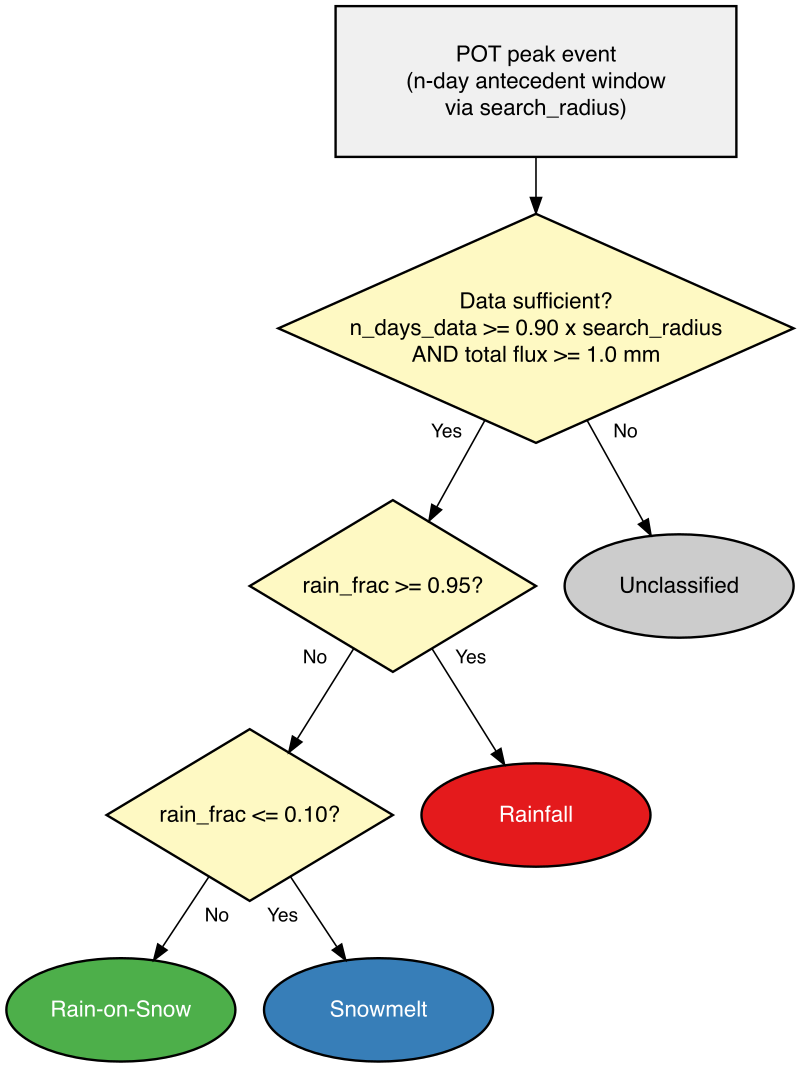 POT peak event
(n-day antecedent window
via search_radius)
Data sufficient?
n_days_data >= 0.90 x search_radius
AND total flux >= 1.0 mm
Yes
No
rain_frac >= 0.95?
Unclassified
No
Yes
rain_frac <= 0.10?
Rainfall
No
Yes
Rain-on-Snow
Snowmelt